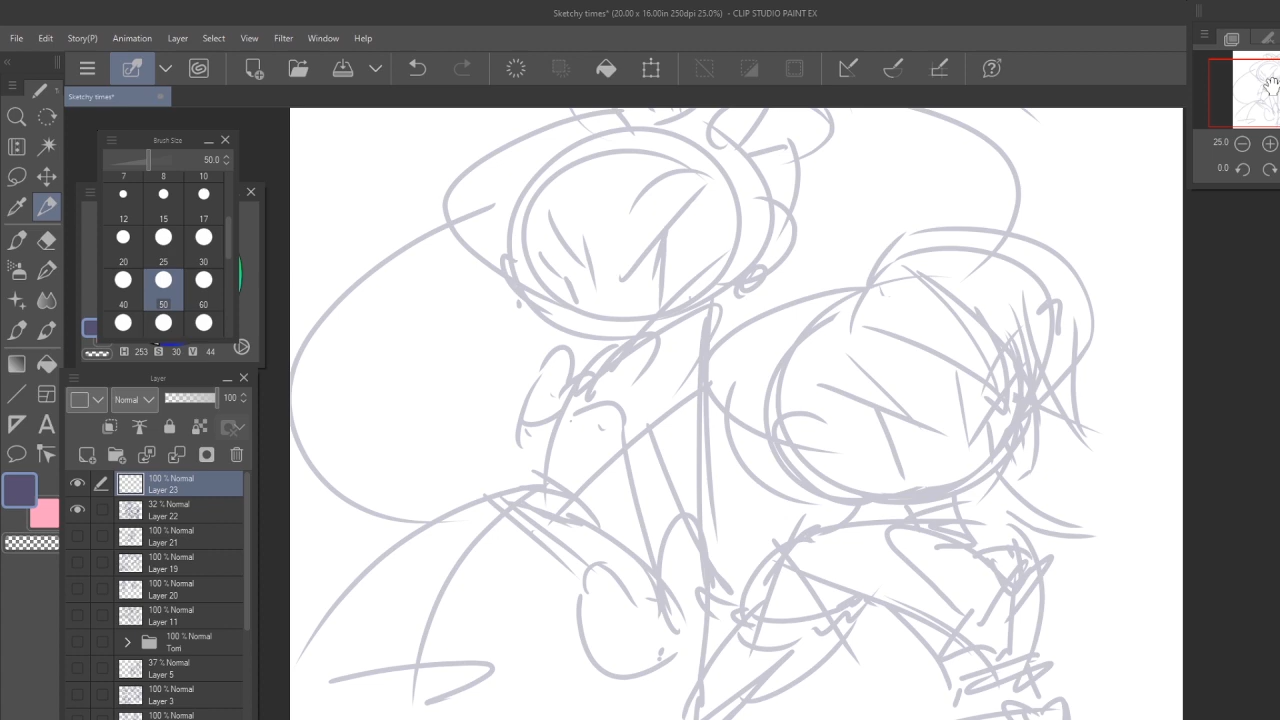 Sketchy times* (20.00 x 16.00in 250dpi 25.0%) - CLIP STUDIO PAINT EX
File Edit Story(P) Animation Layer Select View Filter Window Help
Sketchy times*
Brush Size
50.0
7 8 10
12 15 17
20 25 30
40 50 60
H 253 S 30 V 44
Layer
Normal 100
100 % Normal
Layer 23
32 % Normal
Layer 22
100 % Normal
Layer 21
100 % Normal
Layer 19
100 % Normal
Layer 20
100 % Normal
Layer 11
100 % Normal
Tom
37 % Normal
Layer 5
100 % Normal
Layer 3
100 % Normal
25.0
0.0